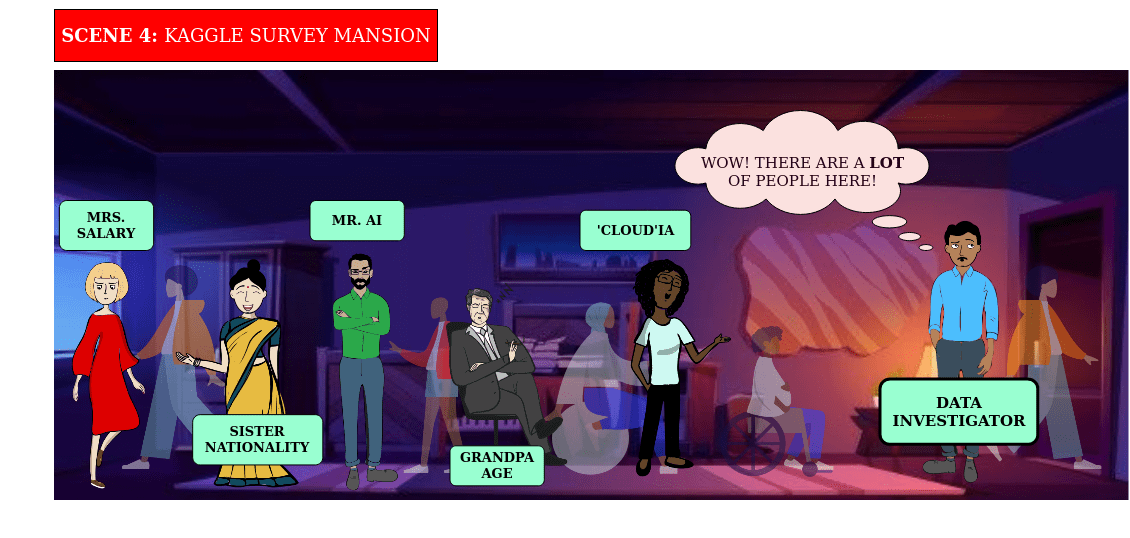 SCENE 4: KAGGLE SURVEY MANSION
WOW! THERE ARE A LOT
OF PEOPLE HERE!
MRS.
SALARY
MR. AI
'CLOUD'IA
SISTER
NATIONALITY
GRANDPA
AGE
DATA
INVESTIGATOR